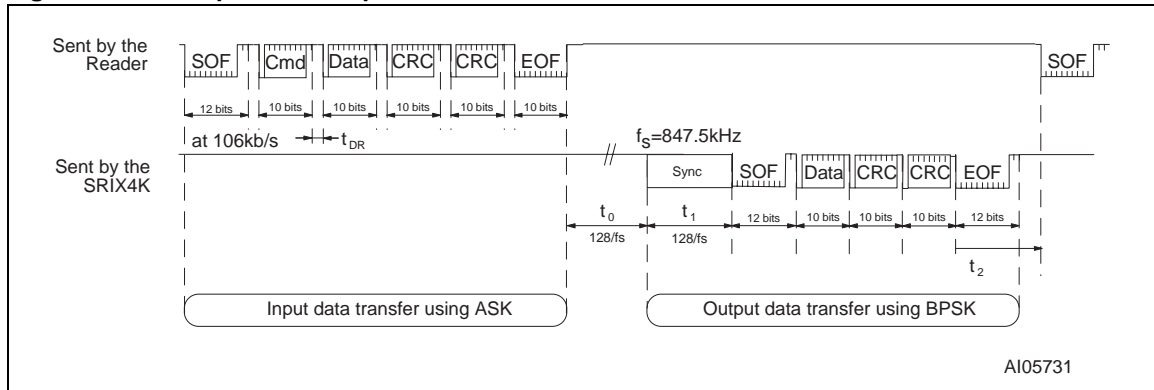 Sent by the
Reader
SOF Cmd Data CRC CRC EOF SOF
12 bits 10 bits 10 bits 10 bits 10 bits 10 bits
at 106kb/s tDR
fS=847.5kHz
Sent by the
SRIX4K
Sync SOF Data CRC CRC EOF
t0 t1 12 bits 10 bits 10 bits 10 bits 12 bits
128/fs 128/fs
t2
Input data transfer using ASK Output data transfer using BPSK
AI05731